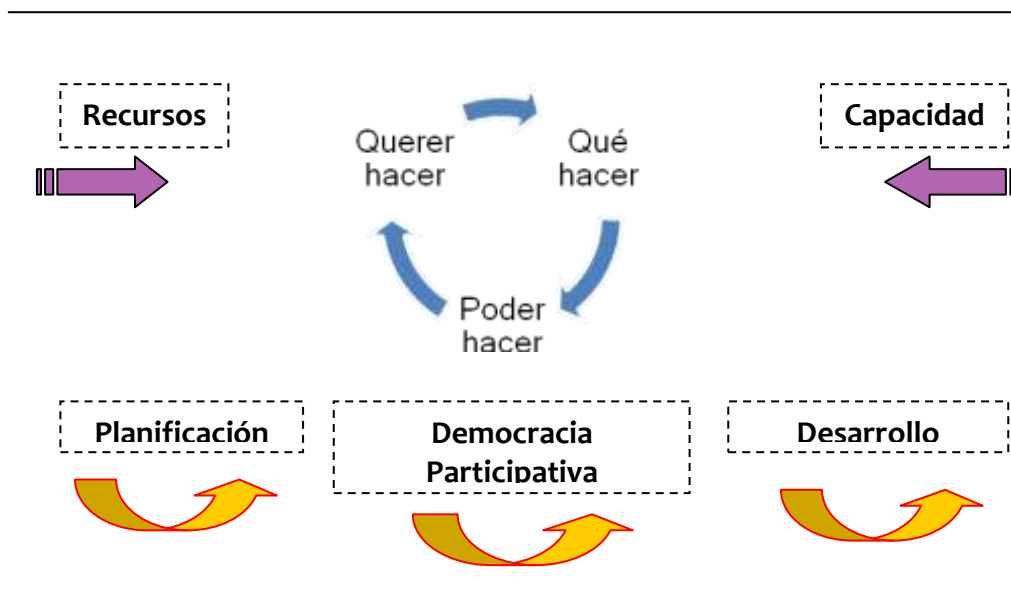 Recursos
Capacidad
Querer
hacer
Qué
hacer
Poder
hacer
Planificación
Democracia
Participativa
Desarrollo